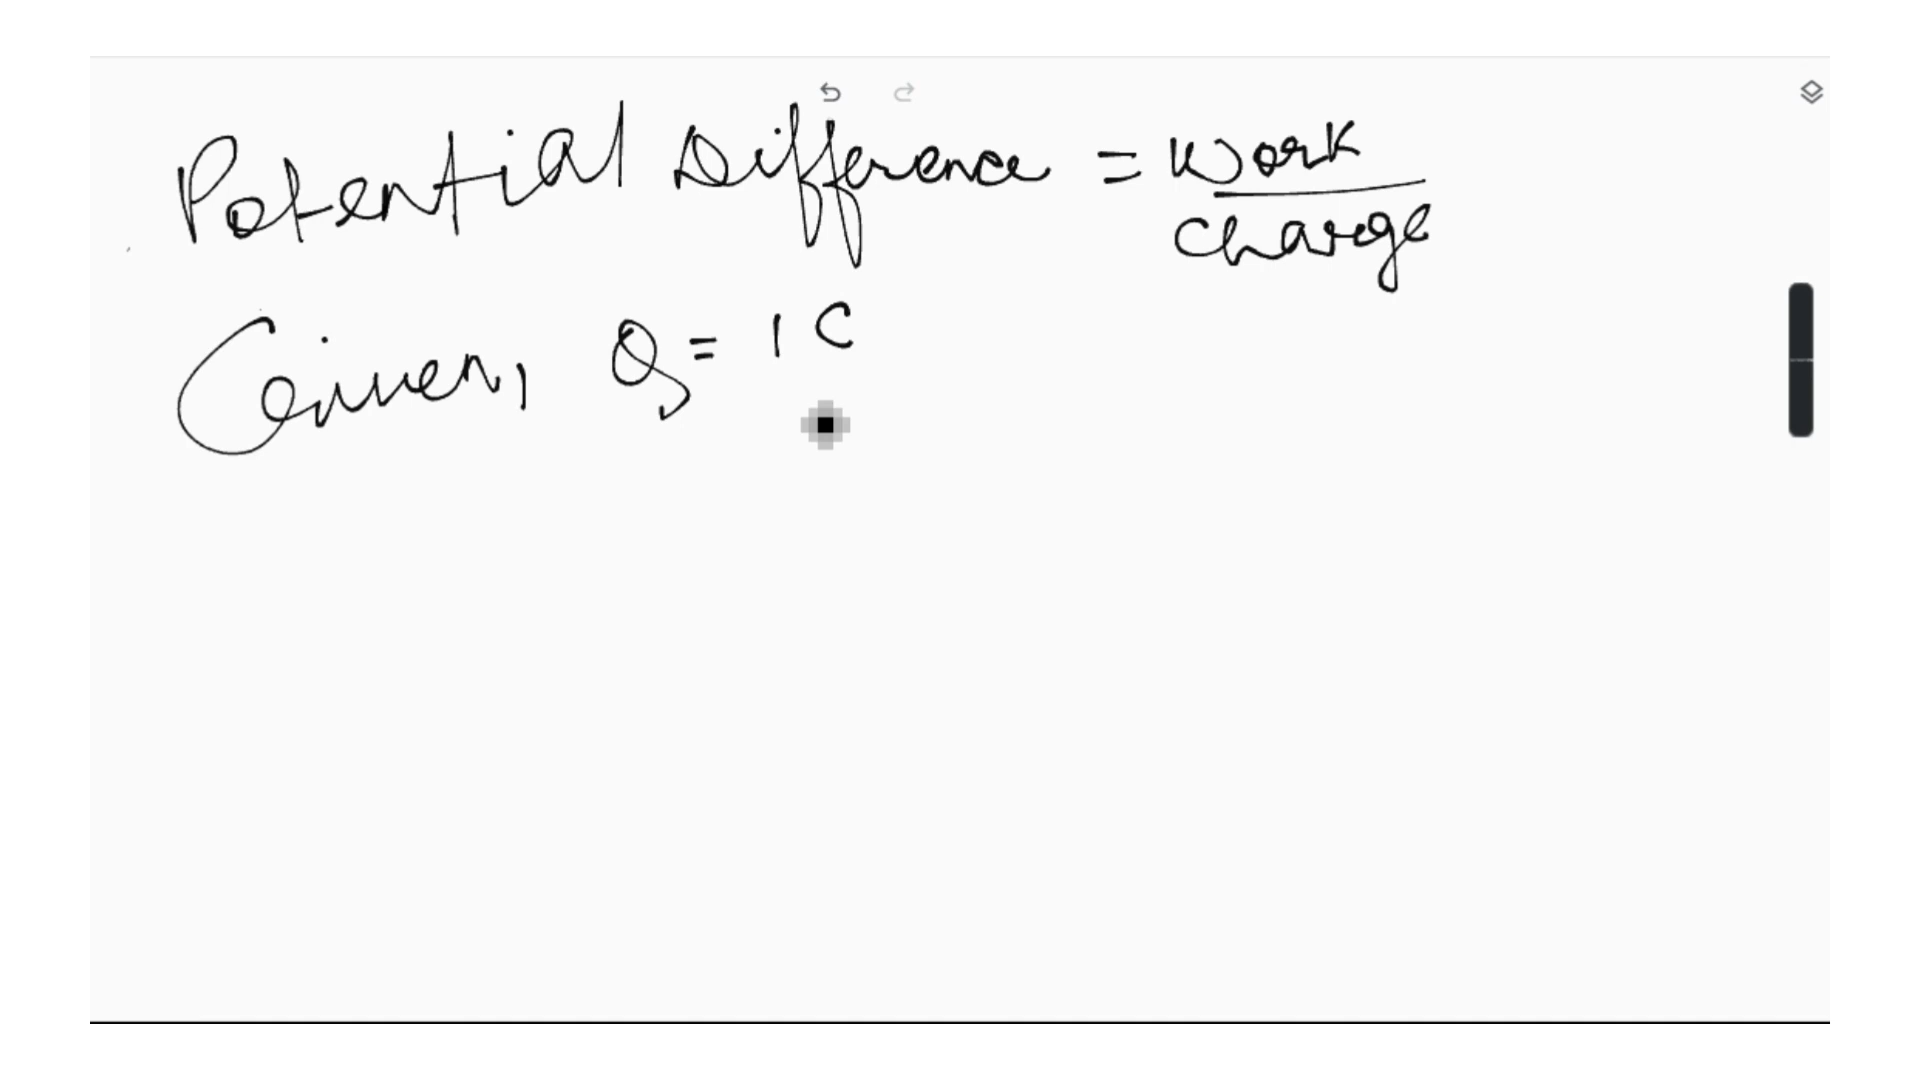 Potential Difference = Work
charge
Given, Q = 1 C